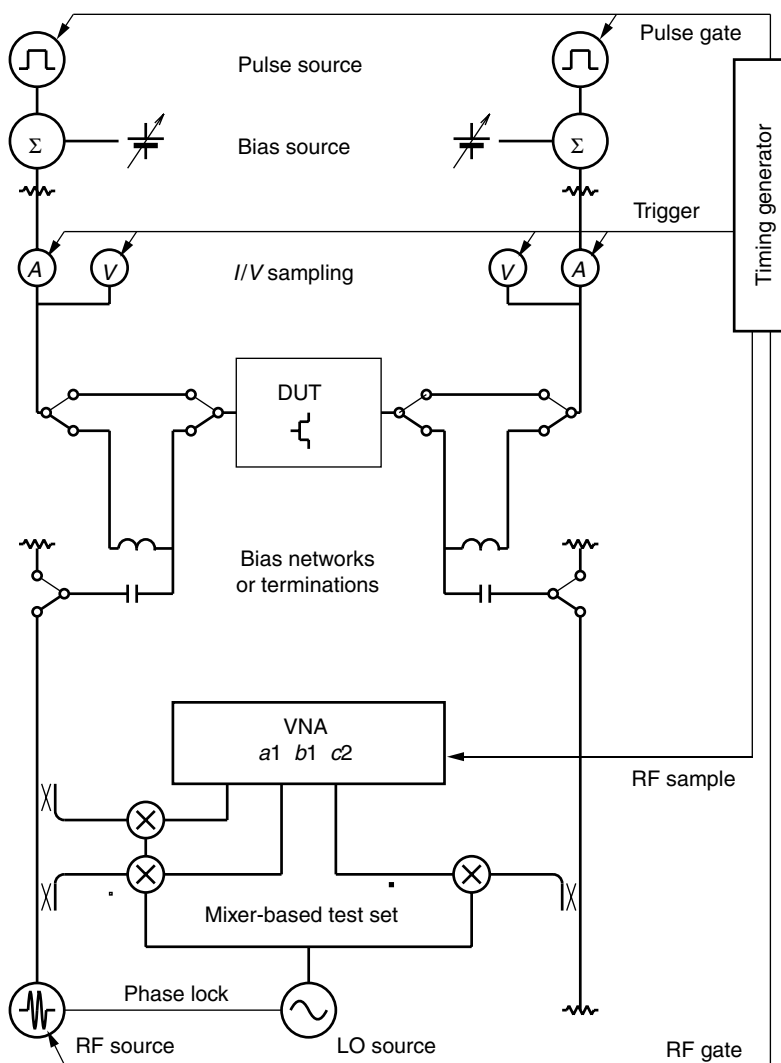 Pulse gate
Pulse source
Σ
Σ
Bias source
Timing generator
Trigger
A
V
I/V sampling
V
A
DUT
Bias networks
or terminations
VNA
a1 b1 c2
RF sample
Mixer-based test set
Phase lock
RF source
LO source
RF gate